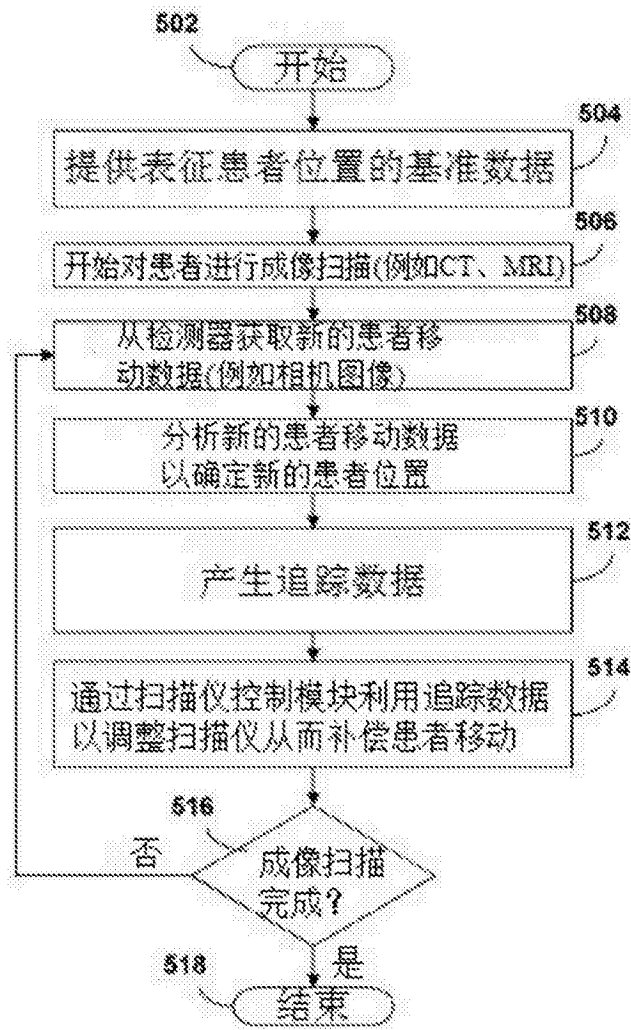 502
开始
504
提供表征患者位置的基准数据
506
开始对患者进行成像扫描(例如CT、MRI)
508
从检测器获取新的患者移
动数据(例如相机图像)
510
分析新的患者移动数据
以确定新的患者位置
512
产生追踪数据
514
通过扫描仪控制模块利用追踪数据
以调整扫描仪从而补偿患者移动
516
否
成像扫描
完成?
是
518
结束